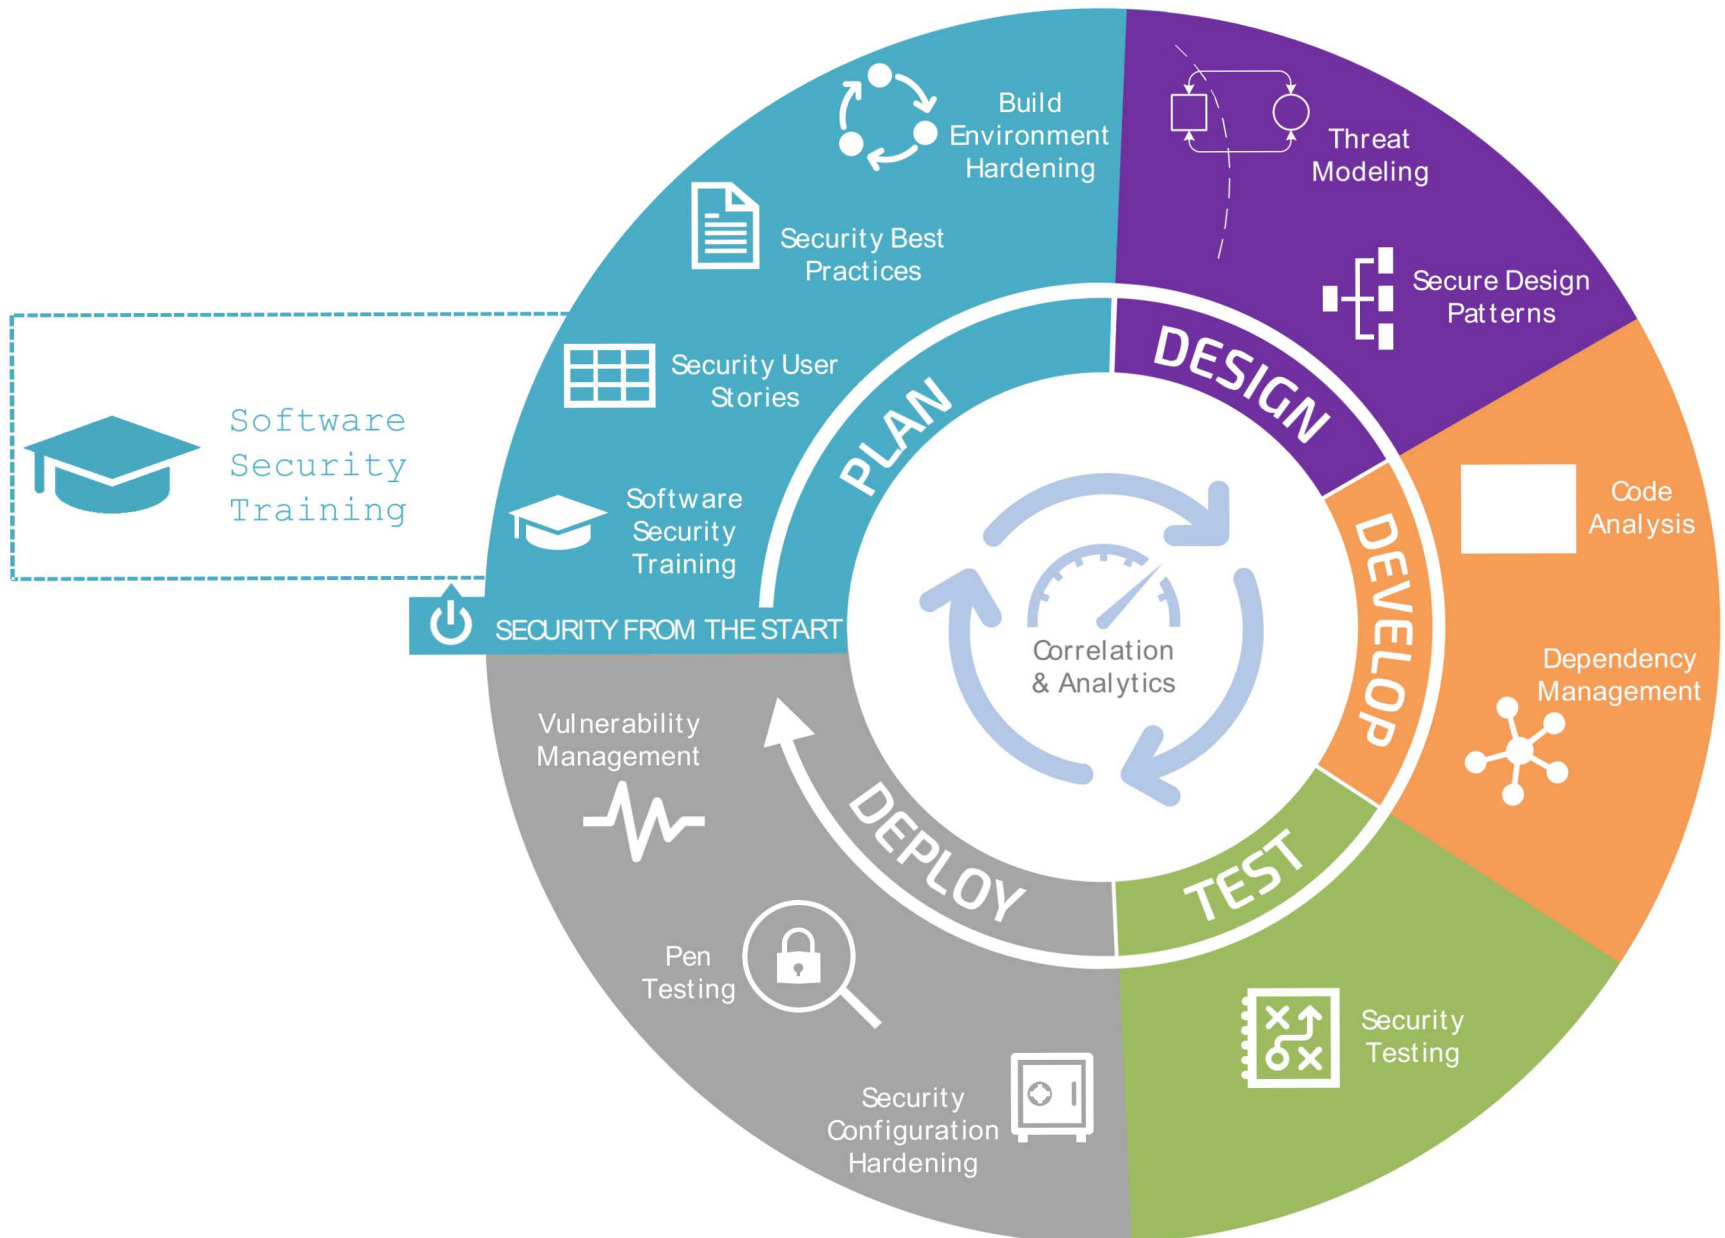 Software
Security
Training
SECURITY FROM THE START
Software
Security
Training
Security User
Stories
Security Best
Practices
Build
Environment
Hardening
PLAN
Threat
Modeling
Secure Design
Patterns
DESIGN
Code
Analysis
Dependency
Management
DEVELOP
Security
Testing
TEST
Security
Configuration
Hardening
Pen
Testing
Vulnerability
Management
DEPLOY
Correlation
& Analytics